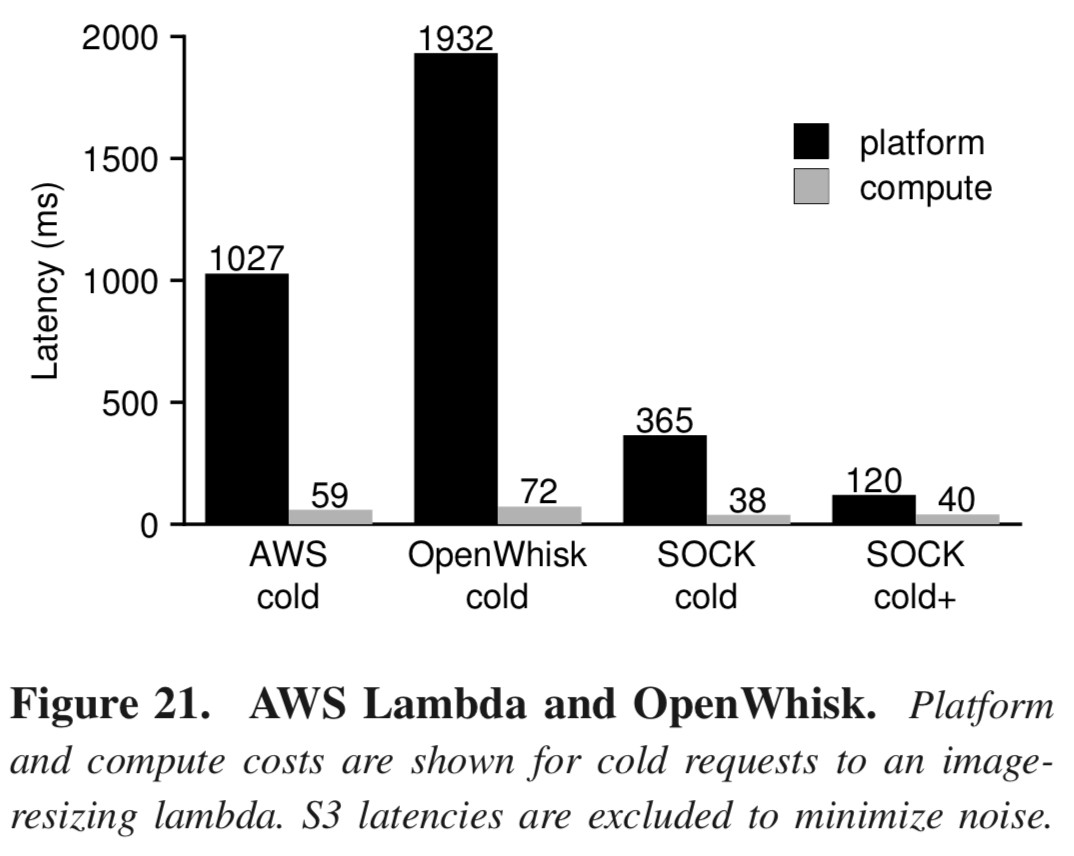 2000
1500
1000
500
0
Latency (ms)
1932
1027
365
120
59
72
38
40
platform
compute
AWS OpenWhisk SOCK SOCK
cold cold cold cold+
Figure 21. AWS Lambda and OpenWhisk. Platform
and compute costs are shown for cold requests to an image-
resizing lambda. S3 latencies are excluded to minimize noise.